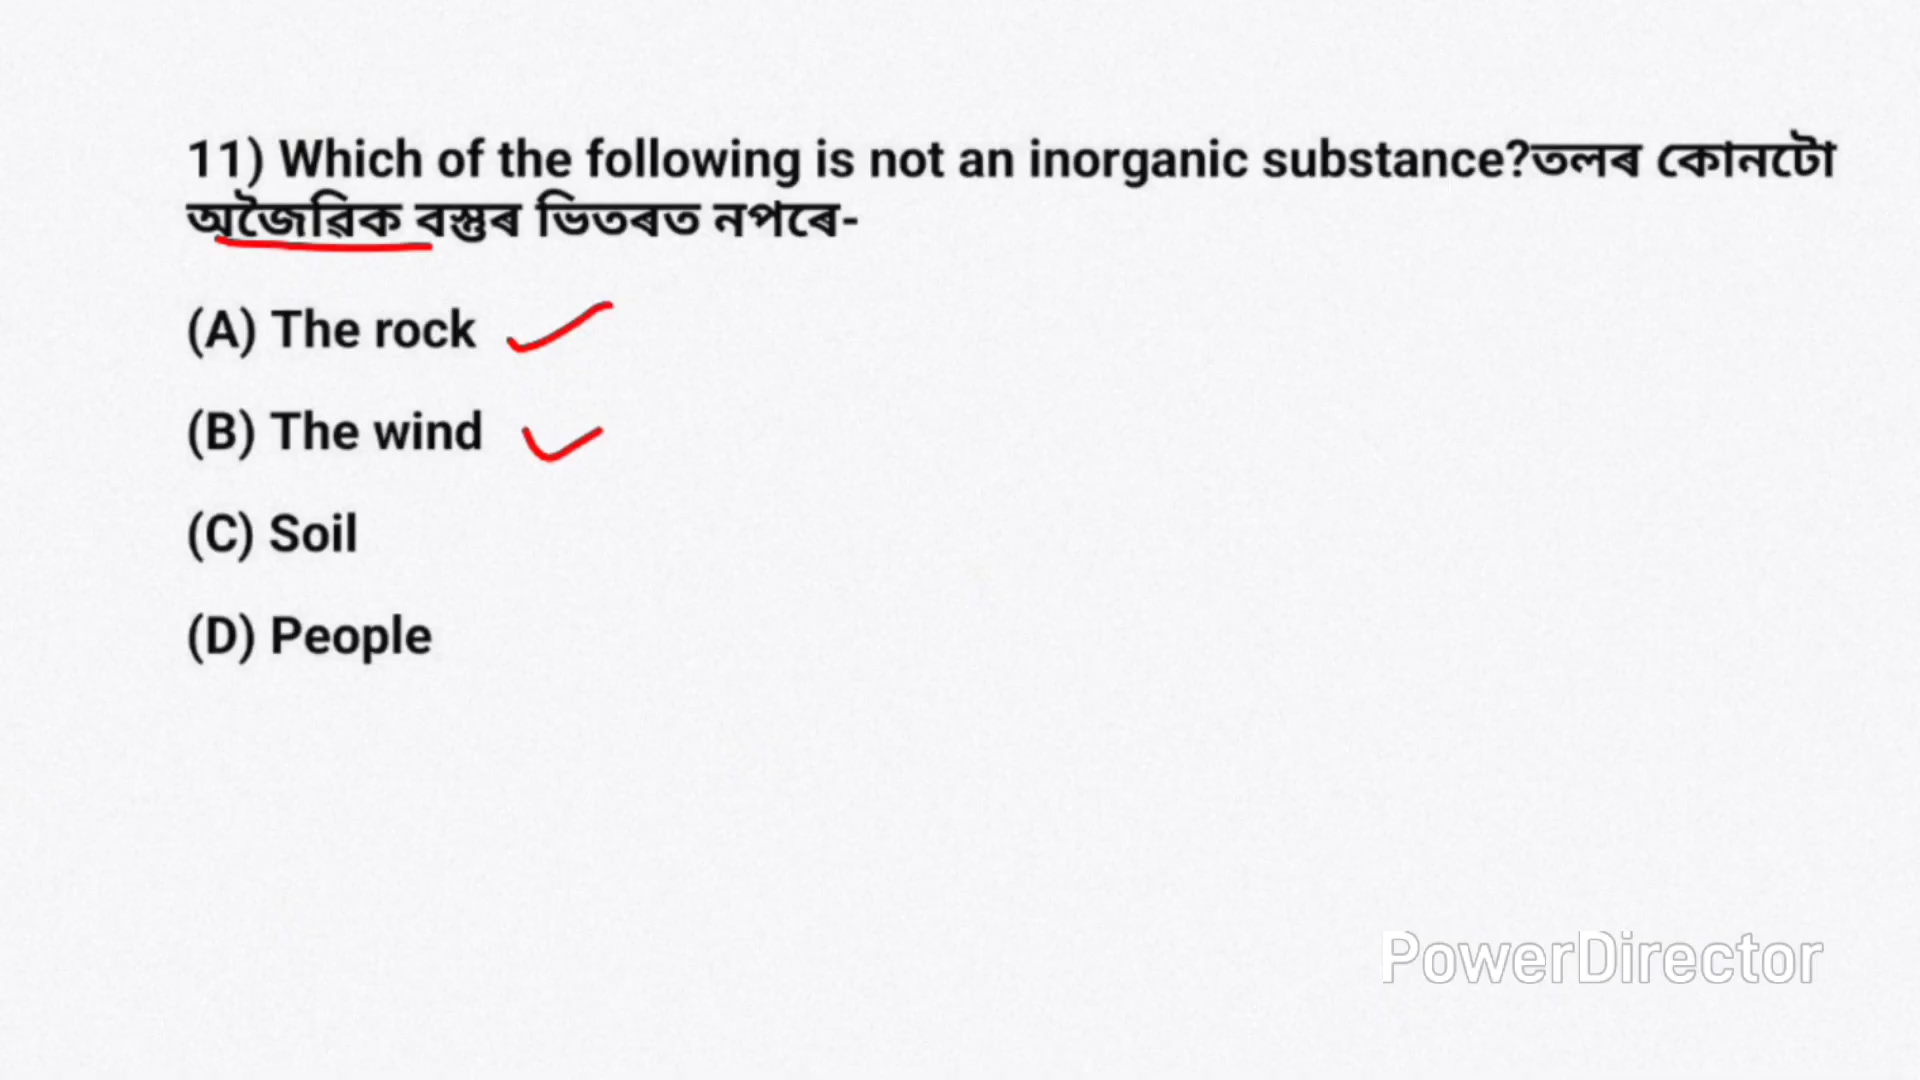 11) Which of the following is not an inorganic substance?তলৰ কোনটো
অজৈৱিক বস্তুৰ ভিতৰত নপৰে-
(A) The rock
(B) The wind
(C) Soil
(D) People
PowerDirector